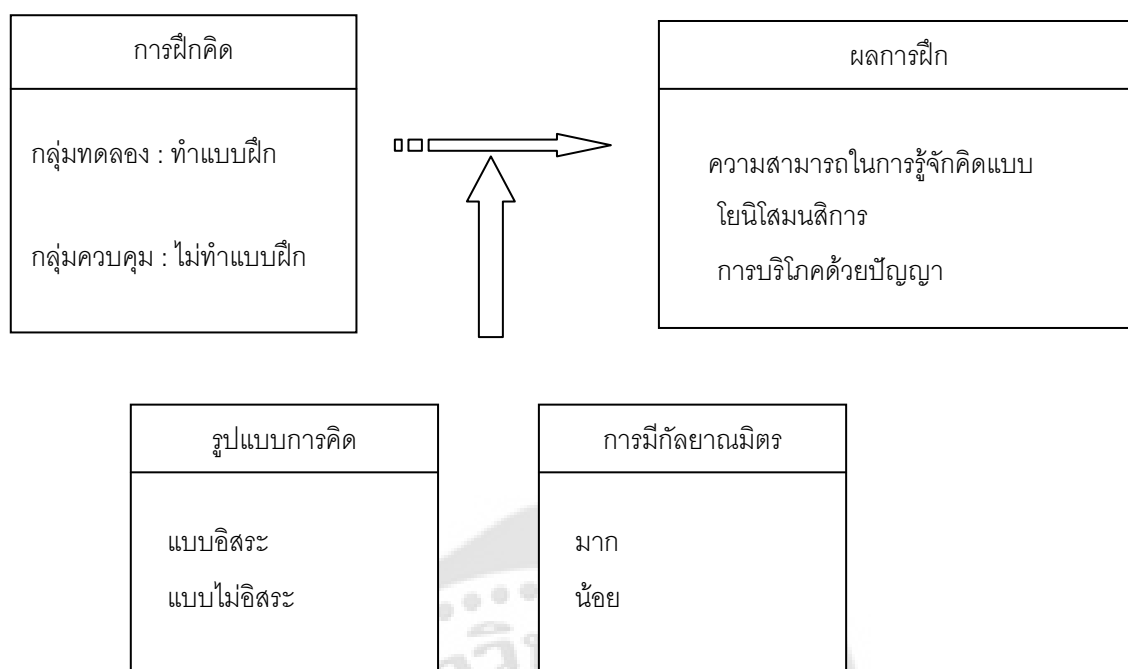 การฝึกคิด
กลุ่มทดลอง : ทำแบบฝึก
กลุ่มควบคุม : ไม่ทำแบบฝึก
ผลการฝึก
ความสามารถในการรู้จักคิดแบบ
โยนิโสมนสิการ
การบริโภคด้วยปัญญา
รูปแบบการคิด
แบบอิสระ
แบบไม่อิสระ
การมีกัลยาณมิตร
มาก
น้อย